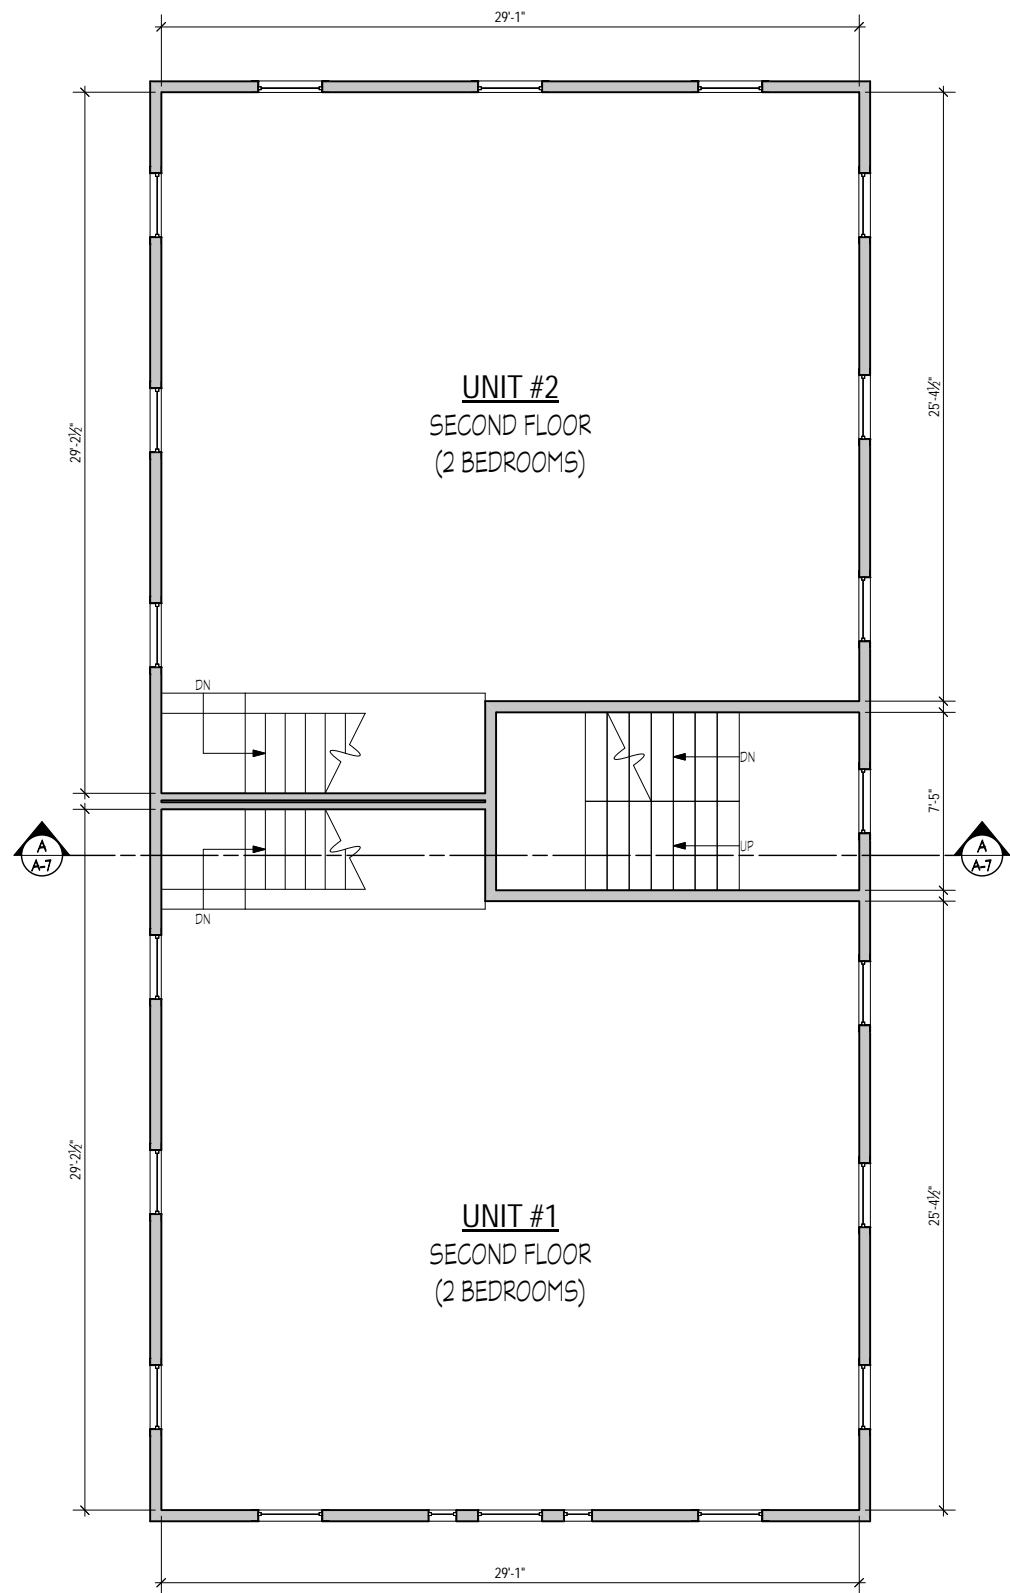 29'-1"
UNIT #2
SECOND FLOOR
(2 BEDROOMS)
29'-2½"
25'-4½"
DN
DN
7'-5"
A
A-7
UP
A
A-7
DN
29'-2½"
25'-4½"
UNIT #1
SECOND FLOOR
(2 BEDROOMS)
29'-1"